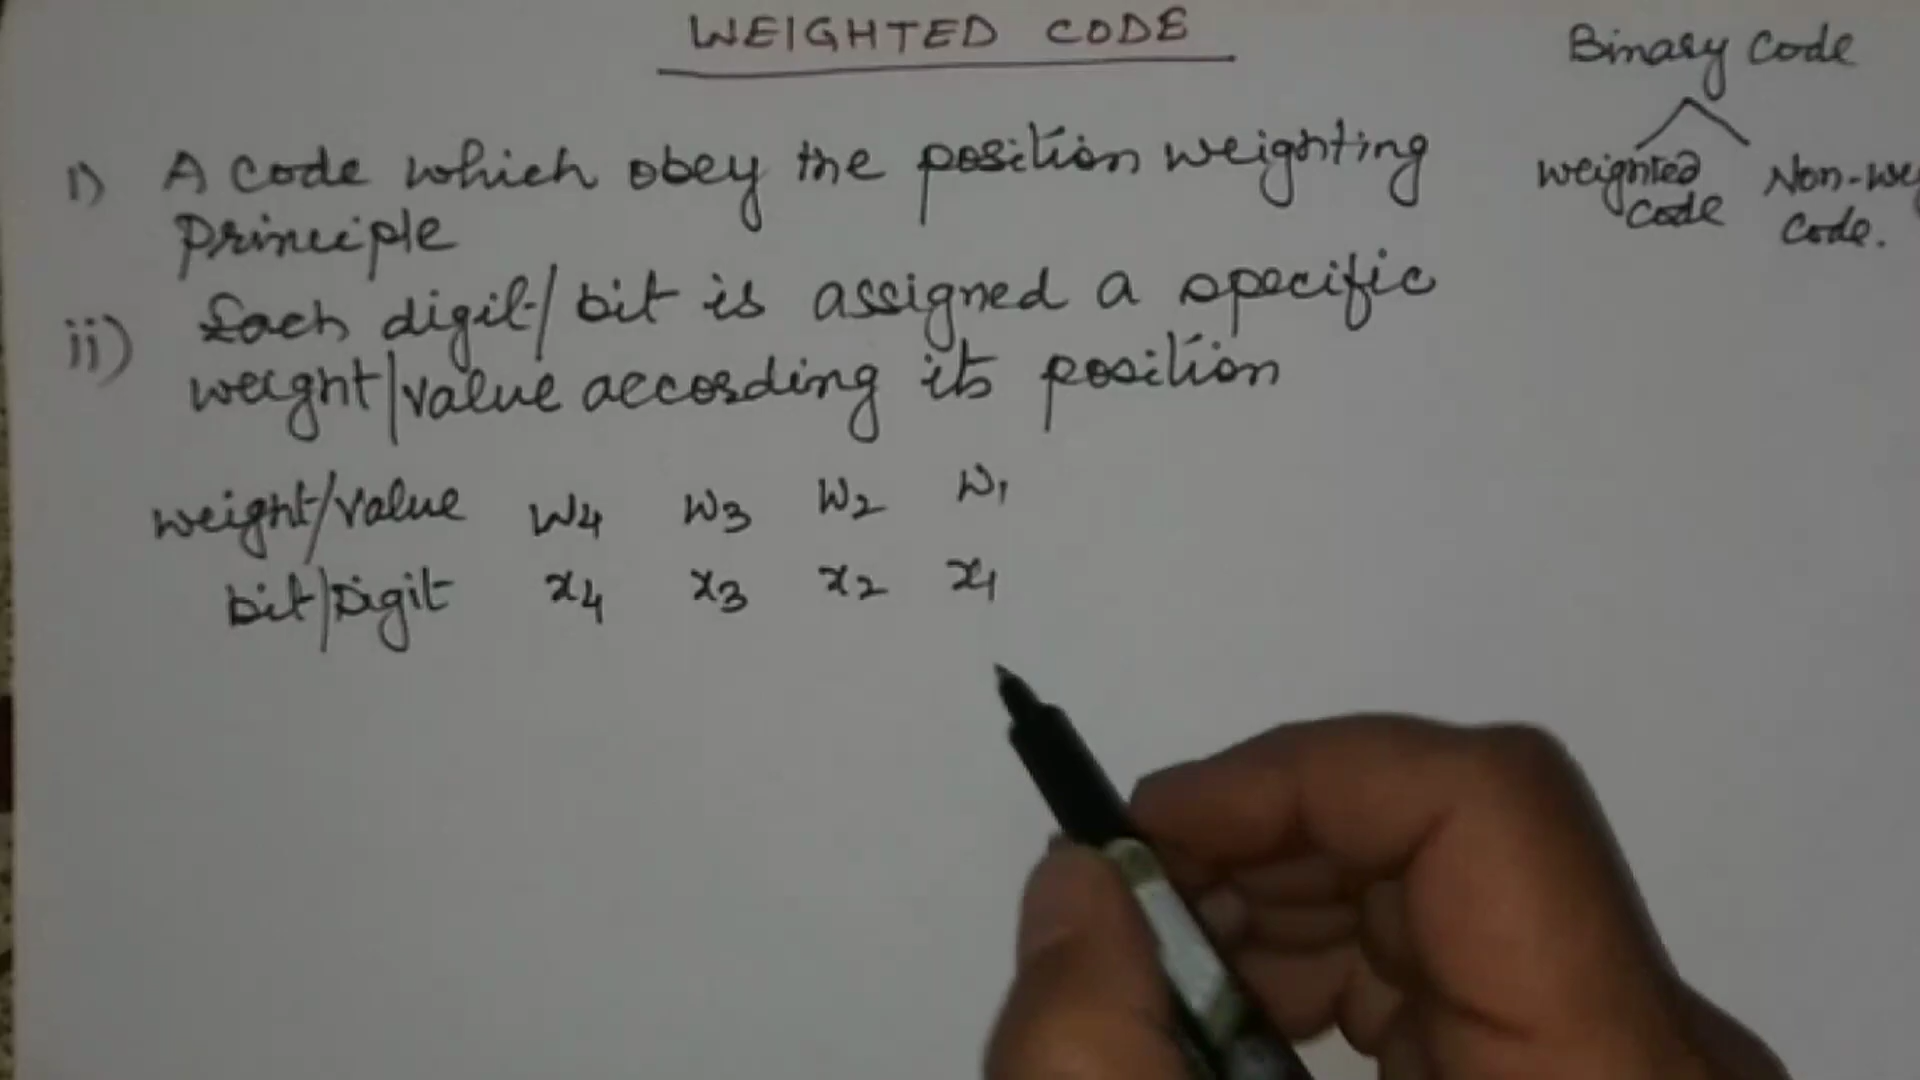 WEIGHTED CODE
Binary Code
Weighted Code
Non-we
Code.
i) A code which obey the position weighting
principle
ii) Each digit/bit is assigned a specific
weight/value according its position
weight/value W4 W3 W2 W1
bit/Digit x4 x3 x2 x1